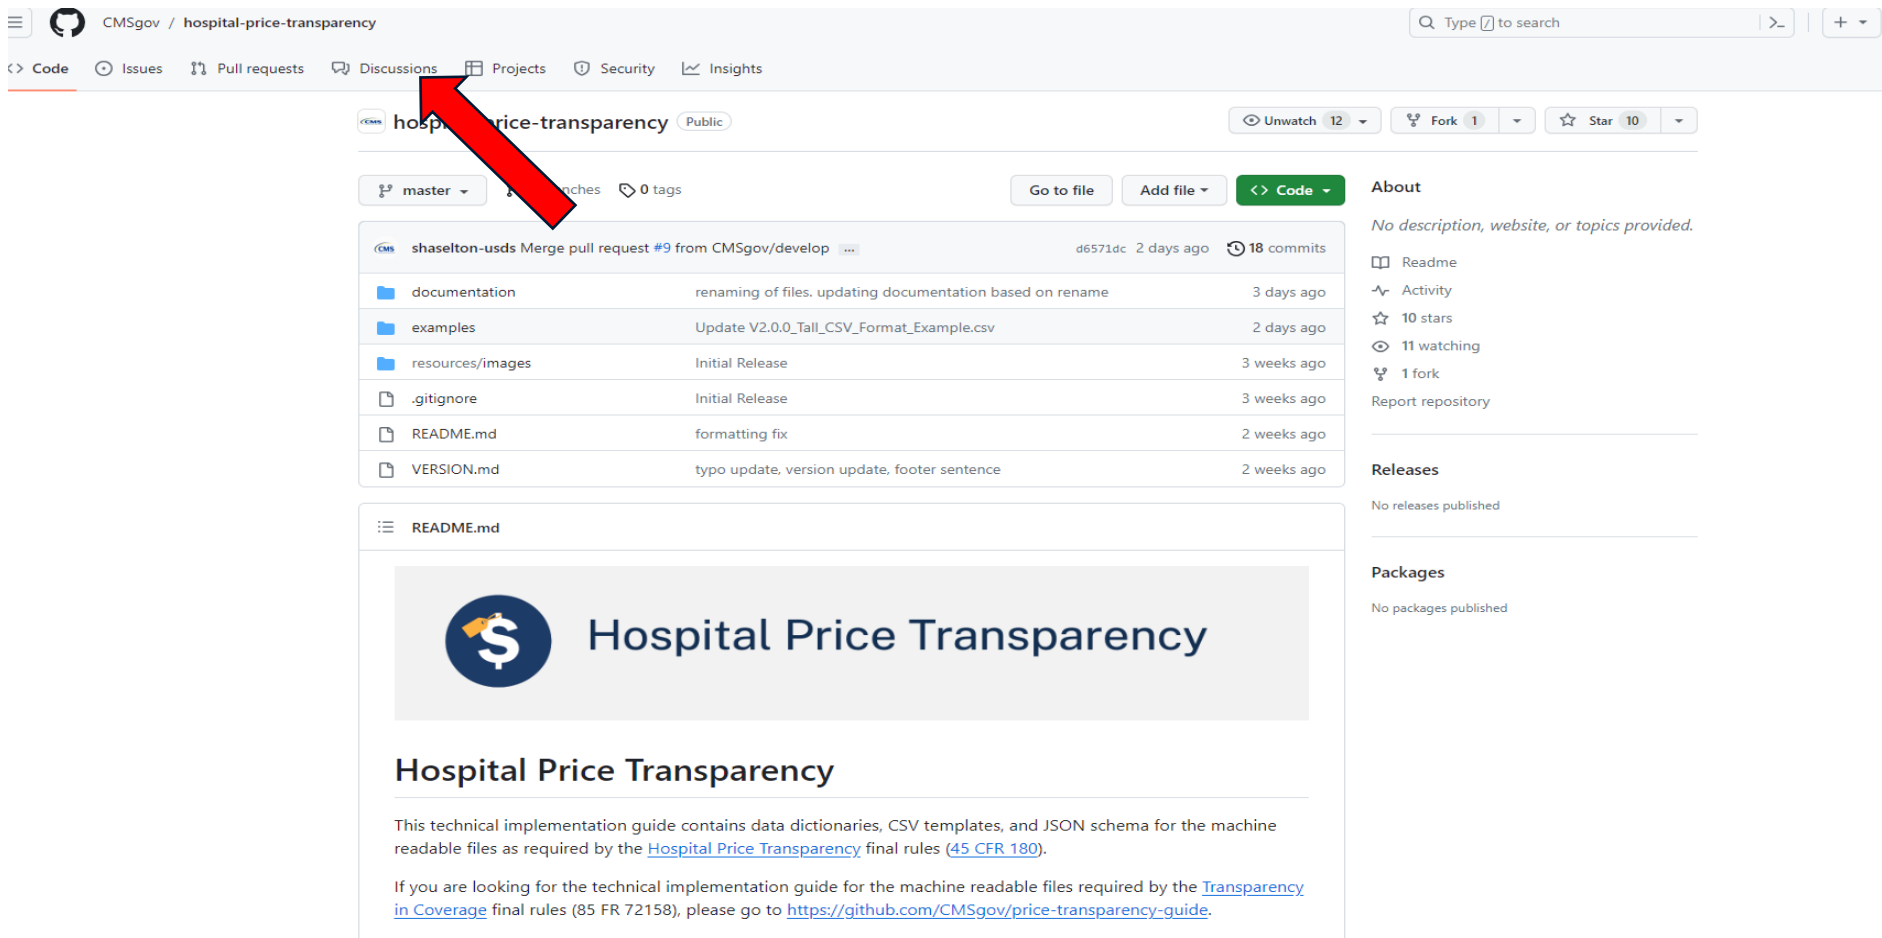 CMSgov / hospital-price-transparency
Type / to search
Code Issues Pull requests Discussions Projects Security Insights
CMS rice-transparency Public
Unwatch 12 Fork 1 Star 10
master 0 tags Go to file Add file <> Code
CMS shaselton-usds Merge pull request #9 from CMSgov/develop ... d6571dc 2 days ago 18 commits
documentation renaming of files. updating documentation based on rename 3 days ago
examples Update V2.0.0_Tall_CSV_Format_Example.csv 2 days ago
resources/images Initial Release 3 weeks ago
.gitignore Initial Release 3 weeks ago
README.md formatting fix 2 weeks ago
VERSION.md typo update, version update, footer sentence 2 weeks ago
About
No description, website, or topics provided.
Readme
Activity
10 stars
11 watching
1 fork
Report repository
Releases
No releases published
Packages
No packages published
README.md
$ Hospital Price Transparency
Hospital Price Transparency
This technical implementation guide contains data dictionaries, CSV templates, and JSON schema for the machine
readable files as required by the Hospital Price Transparency final rules (45 CFR 180).
If you are looking for the technical implementation guide for the machine readable files required by the Transparency
in Coverage final rules (85 FR 72158), please go to https://github.com/CMSgov/price-transparency-guide.